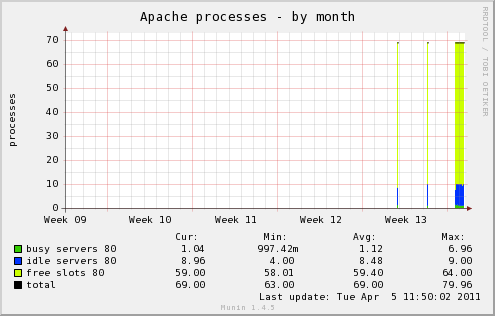 Apache processes - by month
RRDTOOL / TOBI OETIKER
processes
70
60
50
40
30
20
10
0
Week 09 Week 10 Week 11 Week 12 Week 13
Cur: Min: Avg: Max:
busy servers 80 1.04 997.42m 1.12 6.96
idle servers 80 8.96 4.00 8.48 9.00
free slots 80 59.00 58.01 59.40 64.00
total 69.00 63.00 69.00 79.96
Last update: Tue Apr 5 11:50:02 2011
Munin 1.4.5